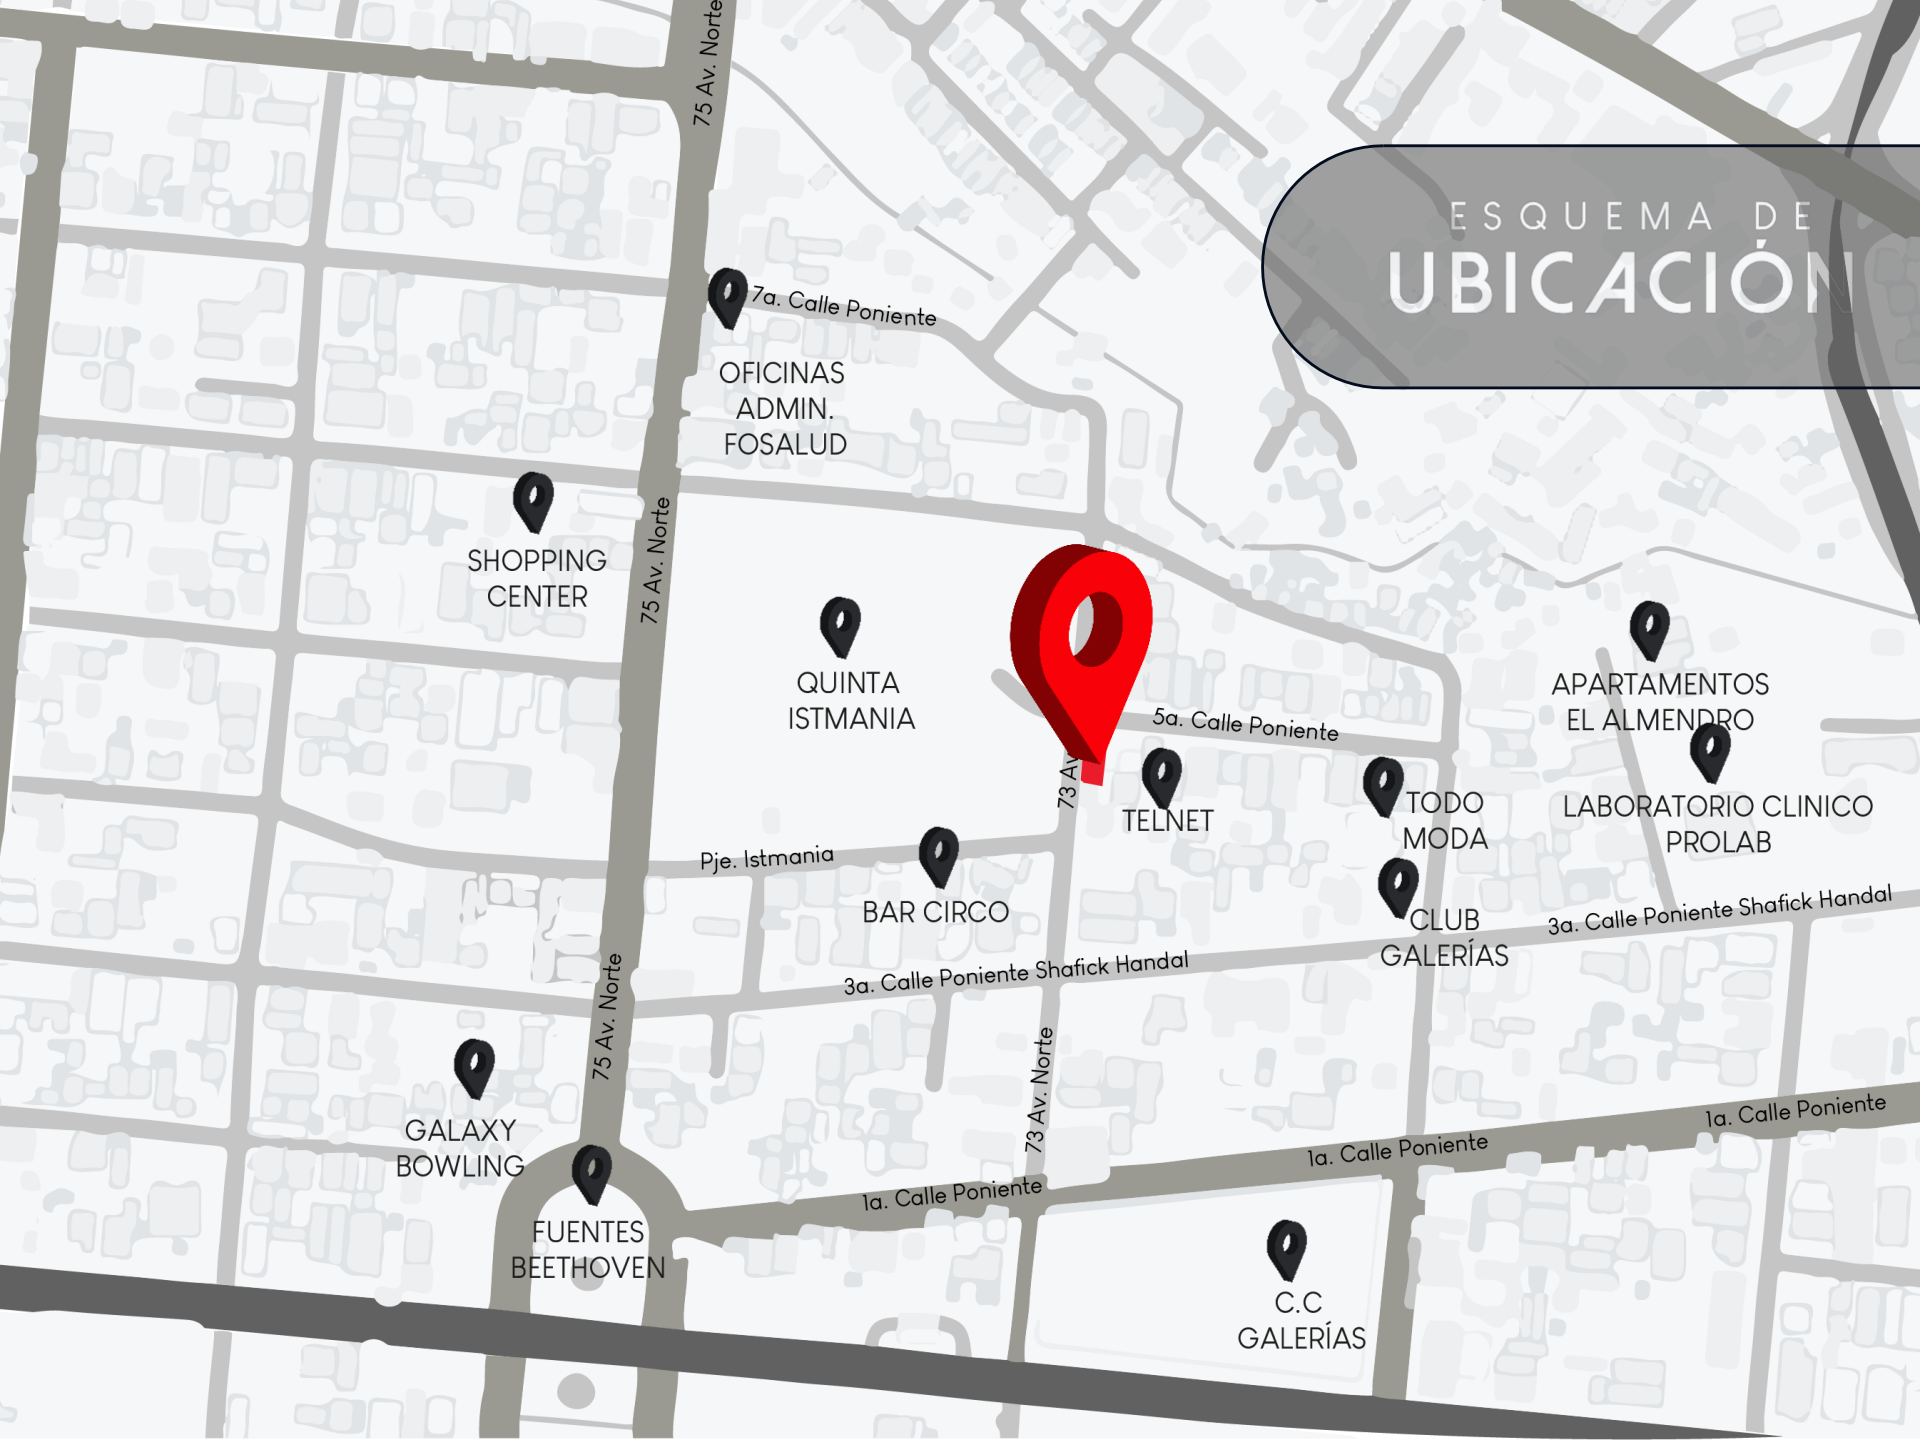 75 Av. Norte
ESQUEMA DE
UBICACIÓN
7a. Calle Poniente
OFICINAS
ADMIN.
FOSALUD
75 Av. Norte
SHOPPING
CENTER
QUINTA
ISTMANIA
APARTAMENTOS
EL ALMENDRO
5a. Calle Poniente
73 Av
TELNET
TODO
MODA
LABORATORIO CLINICO
PROLAB
Pje. Istmania
BAR CIRCO
CLUB
GALERÍAS
3a. Calle Poniente Shafick Handal
3a. Calle Poniente Shafick Handal
75 Av. Norte
73 Av. Norte
GALAXY
BOWLING
1a. Calle Poniente
1a. Calle Poniente
1a. Calle Poniente
FUENTES
BEETHOVEN
C.C
GALERÍAS